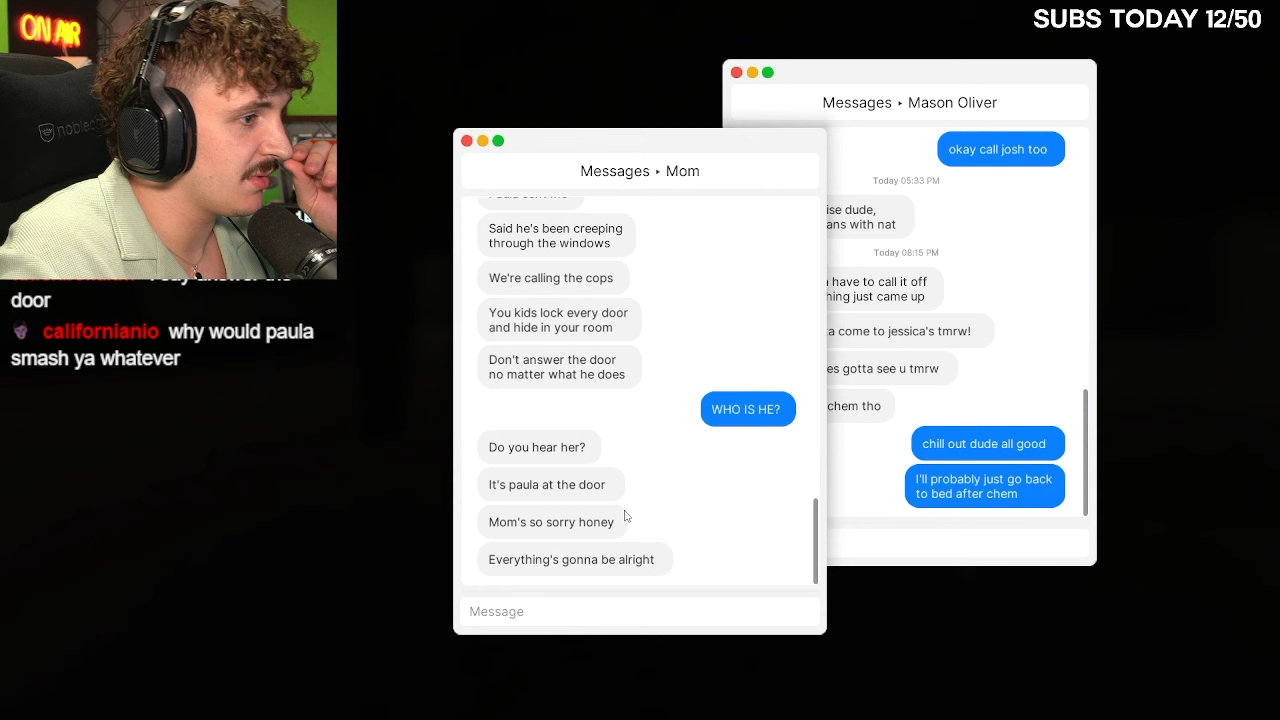 ON AIR
SUBS TODAY 12/50
door
californianio why would paula
smash ya whatever
Messages ▸ Mason Oliver
okay call josh too
Today 05:33 PM
ise dude,
ans with nat
Today 08:15 PM
have to call it off
hing just came up
a come to jessica's tmrw!
es gotta see u tmrw
chem tho
chill out dude all good
I'll probably just go back
to bed after chem
Messages ▸ Mom
Said he's been creeping
through the windows
We're calling the cops
You kids lock every door
and hide in your room
Don't answer the door
no matter what he does
WHO IS HE?
Do you hear her?
It's paula at the door
Mom's so sorry honey
Everything's gonna be alright
Message